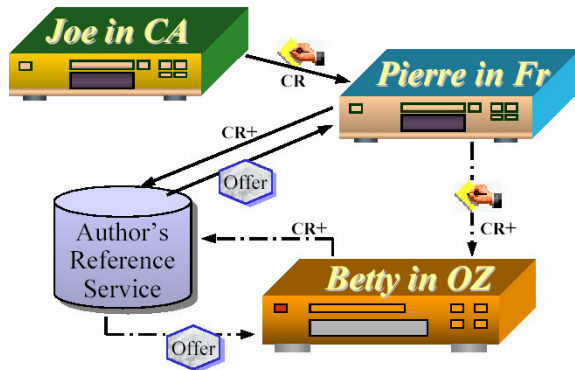 Joe in CA
CR
Pierre in Fr
CR+
Offer
CR+
Author's
Reference
Service
CR+
Betty in OZ
Offer